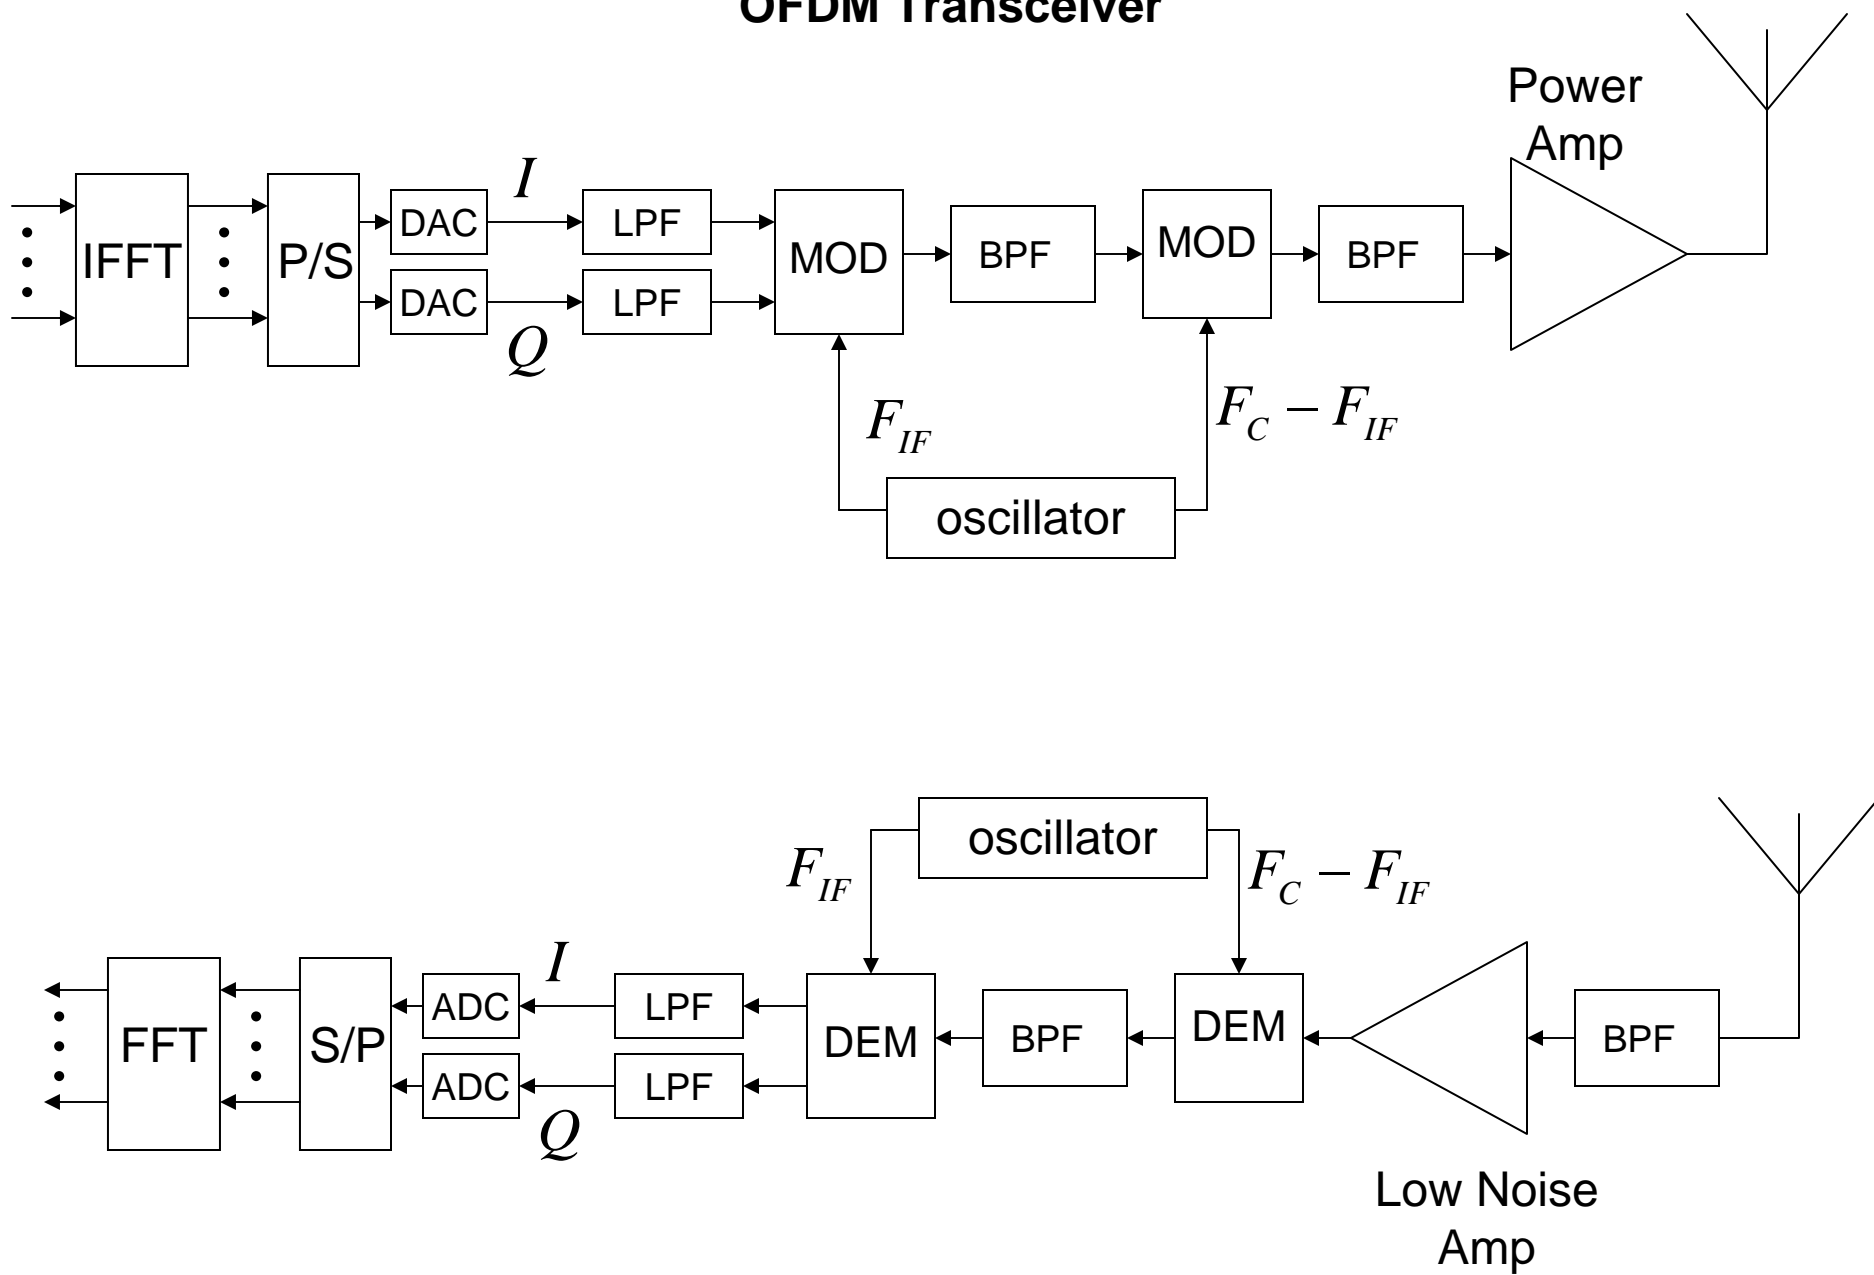 OFDM Transceiver
Power
Amp
IFFT
P/S
DAC
I
LPF
MOD
BPF
MOD
BPF
DAC
Q
LPF
F_IF
F_C − F_IF
oscillator
oscillator
F_IF
F_C − F_IF
FFT
S/P
ADC
I
LPF
DEM
BPF
DEM
BPF
ADC
Q
LPF
Low Noise
Amp